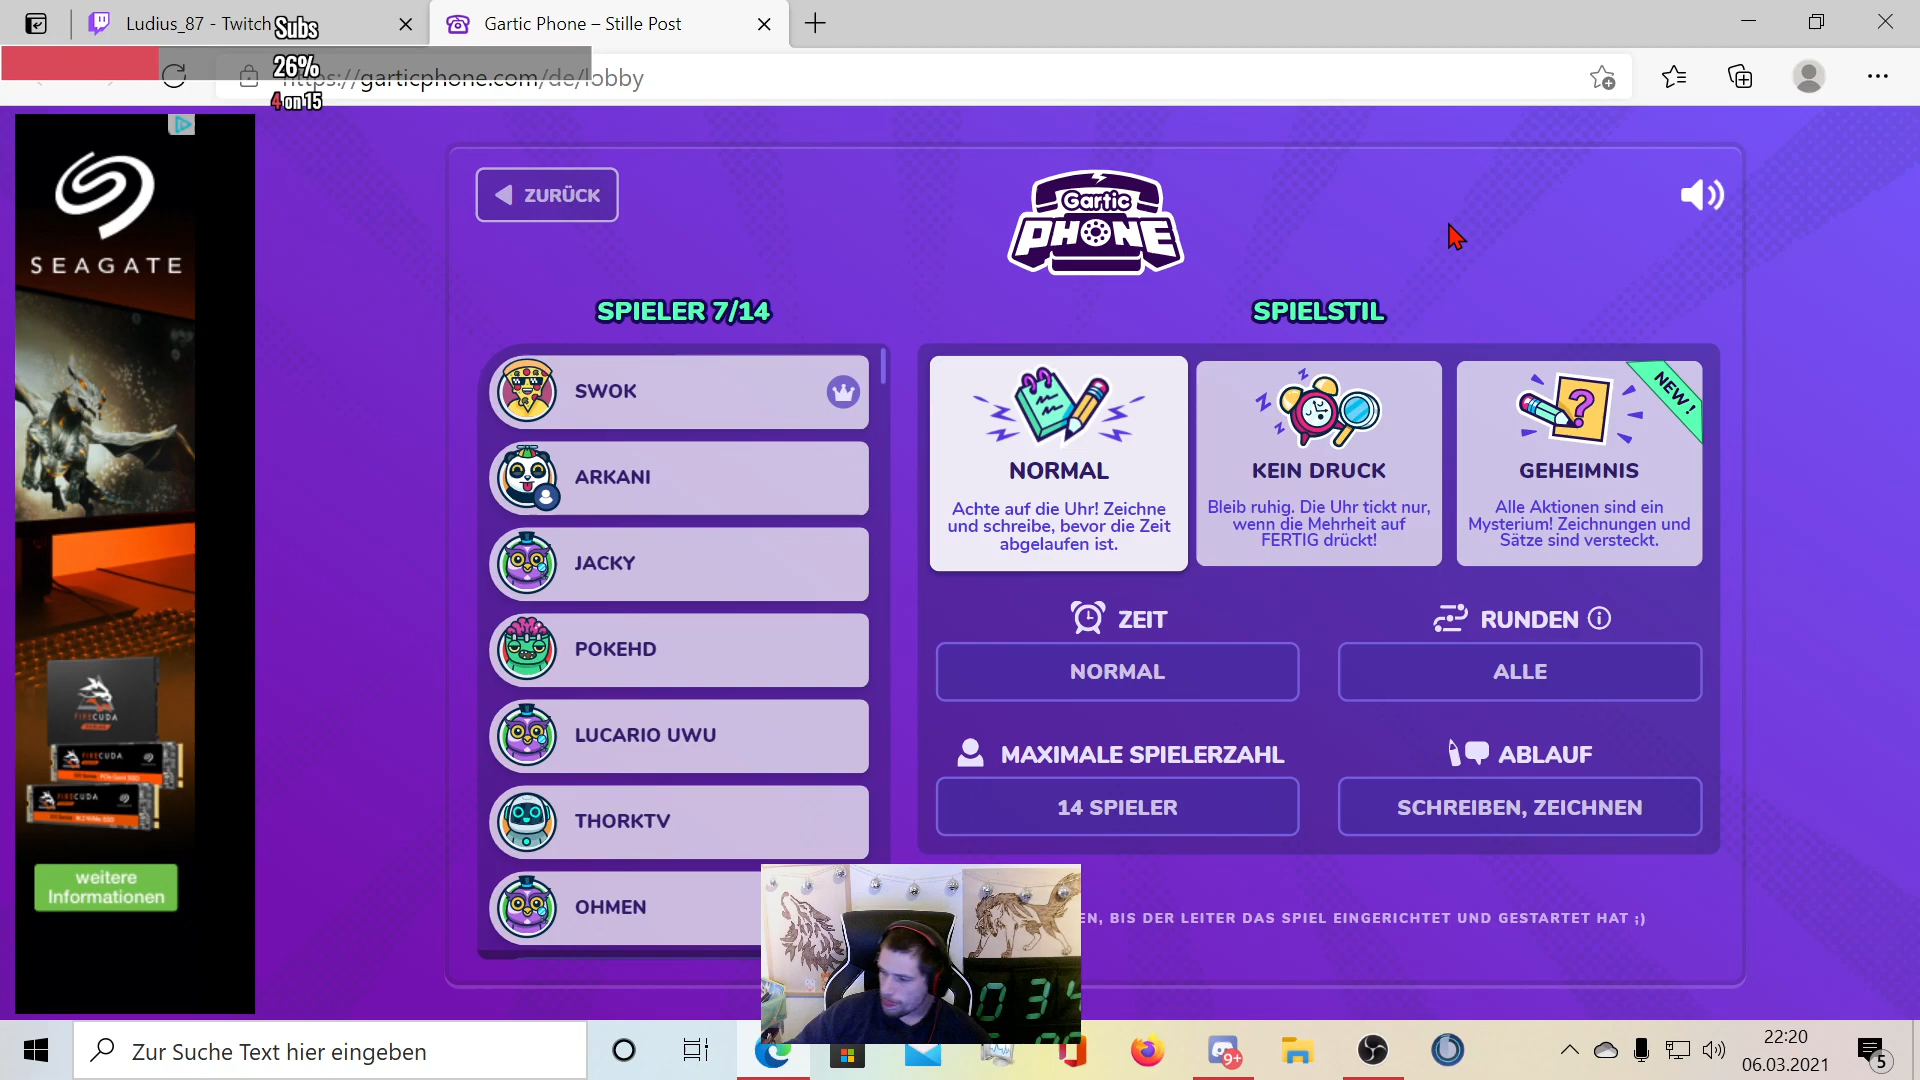 Ludius_87 - Twitch
Gartic Phone – Stille Post
Subs
26%
4 on 15
https://garticphone.com/de/lobby
SEAGATE
FIRECUDA
FIRECUDA
FIRECUDA
weitere
Informationen
ZURÜCK
Gartic
PHONE
SPIELER 7/14
SWOK
ARKANI
JACKY
POKEHD
LUCARIO UWU
THORKTV
OHMEN
SPIELSTIL
NORMAL
Achte auf die Uhr! Zeichne
und schreibe, bevor die Zeit
abgelaufen ist.
KEIN DRUCK
Bleib ruhig. Die Uhr tickt nur,
wenn die Mehrheit auf
FERTIG drückt!
NEW!
GEHEIMNIS
Alle Aktionen sind ein
Mysterium! Zeichnungen und
Sätze sind versteckt.
ZEIT
NORMAL
RUNDEN
ALLE
MAXIMALE SPIELERZAHL
14 SPIELER
ABLAUF
SCHREIBEN, ZEICHNEN
EN, BIS DER LEITER DAS SPIEL EINGERICHTET UND GESTARTET HAT ;)
Zur Suche Text hier eingeben
9+
22:20
06.03.2021
5